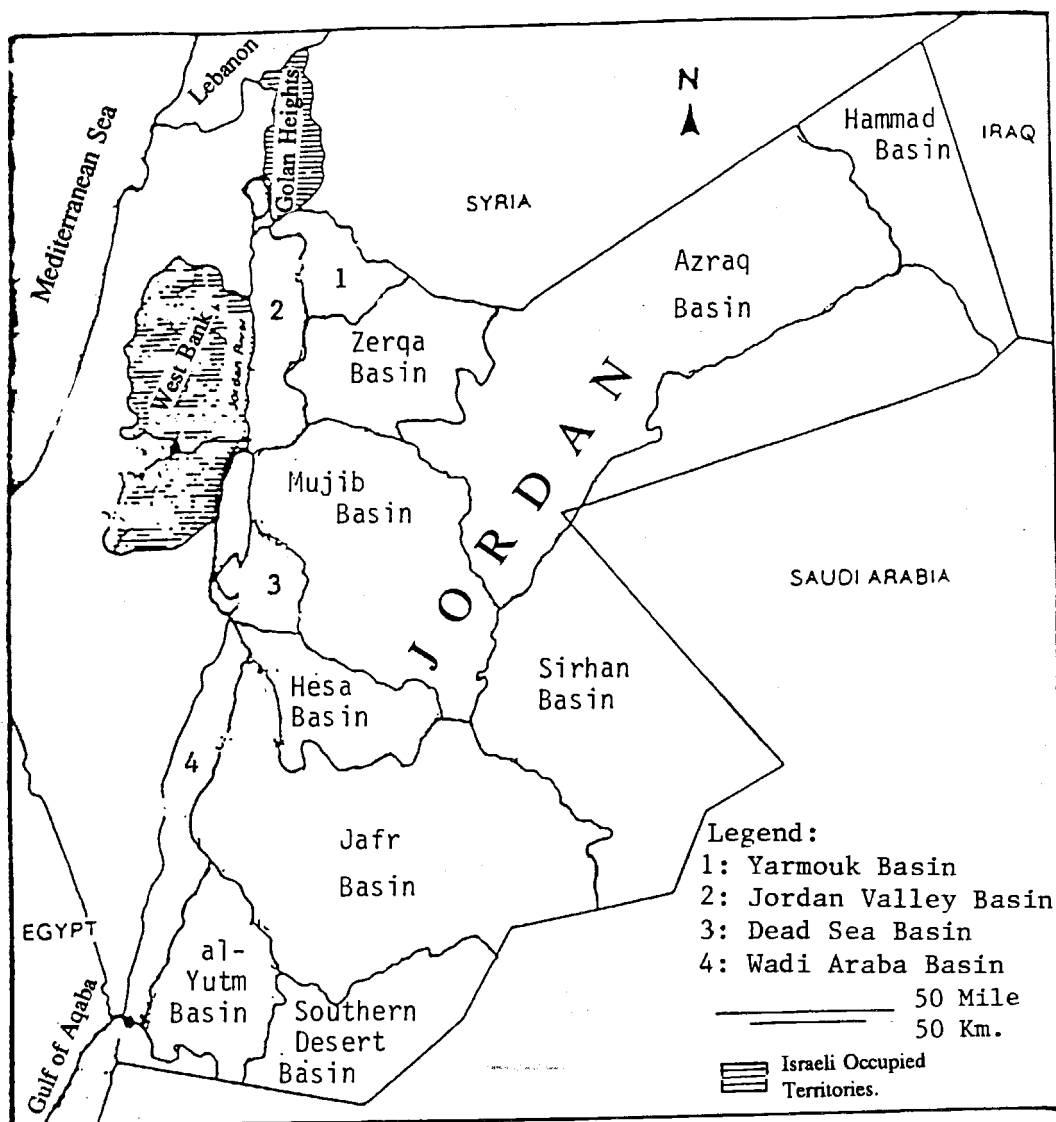 Lebanon
Mediterranean Sea
Golan Heights
N
Hammad
Basin
IRAQ
SYRIA
Azraq
Basin
1
2
Zerqa
Basin
West Bank
Jordan River
JORDAN
Mujib
Basin
3
SAUDI ARABIA
Sirhan
Basin
Hesa
Basin
4
Jafr
Basin
EGYPT
al-
Yutm
Basin
Gulf of Aqaba
Southern
Desert
Basin
Legend:
1: Yarmouk Basin
2: Jordan Valley Basin
3: Dead Sea Basin
4: Wadi Araba Basin
50 Mile
50 Km.
Israeli Occupied
Territories.